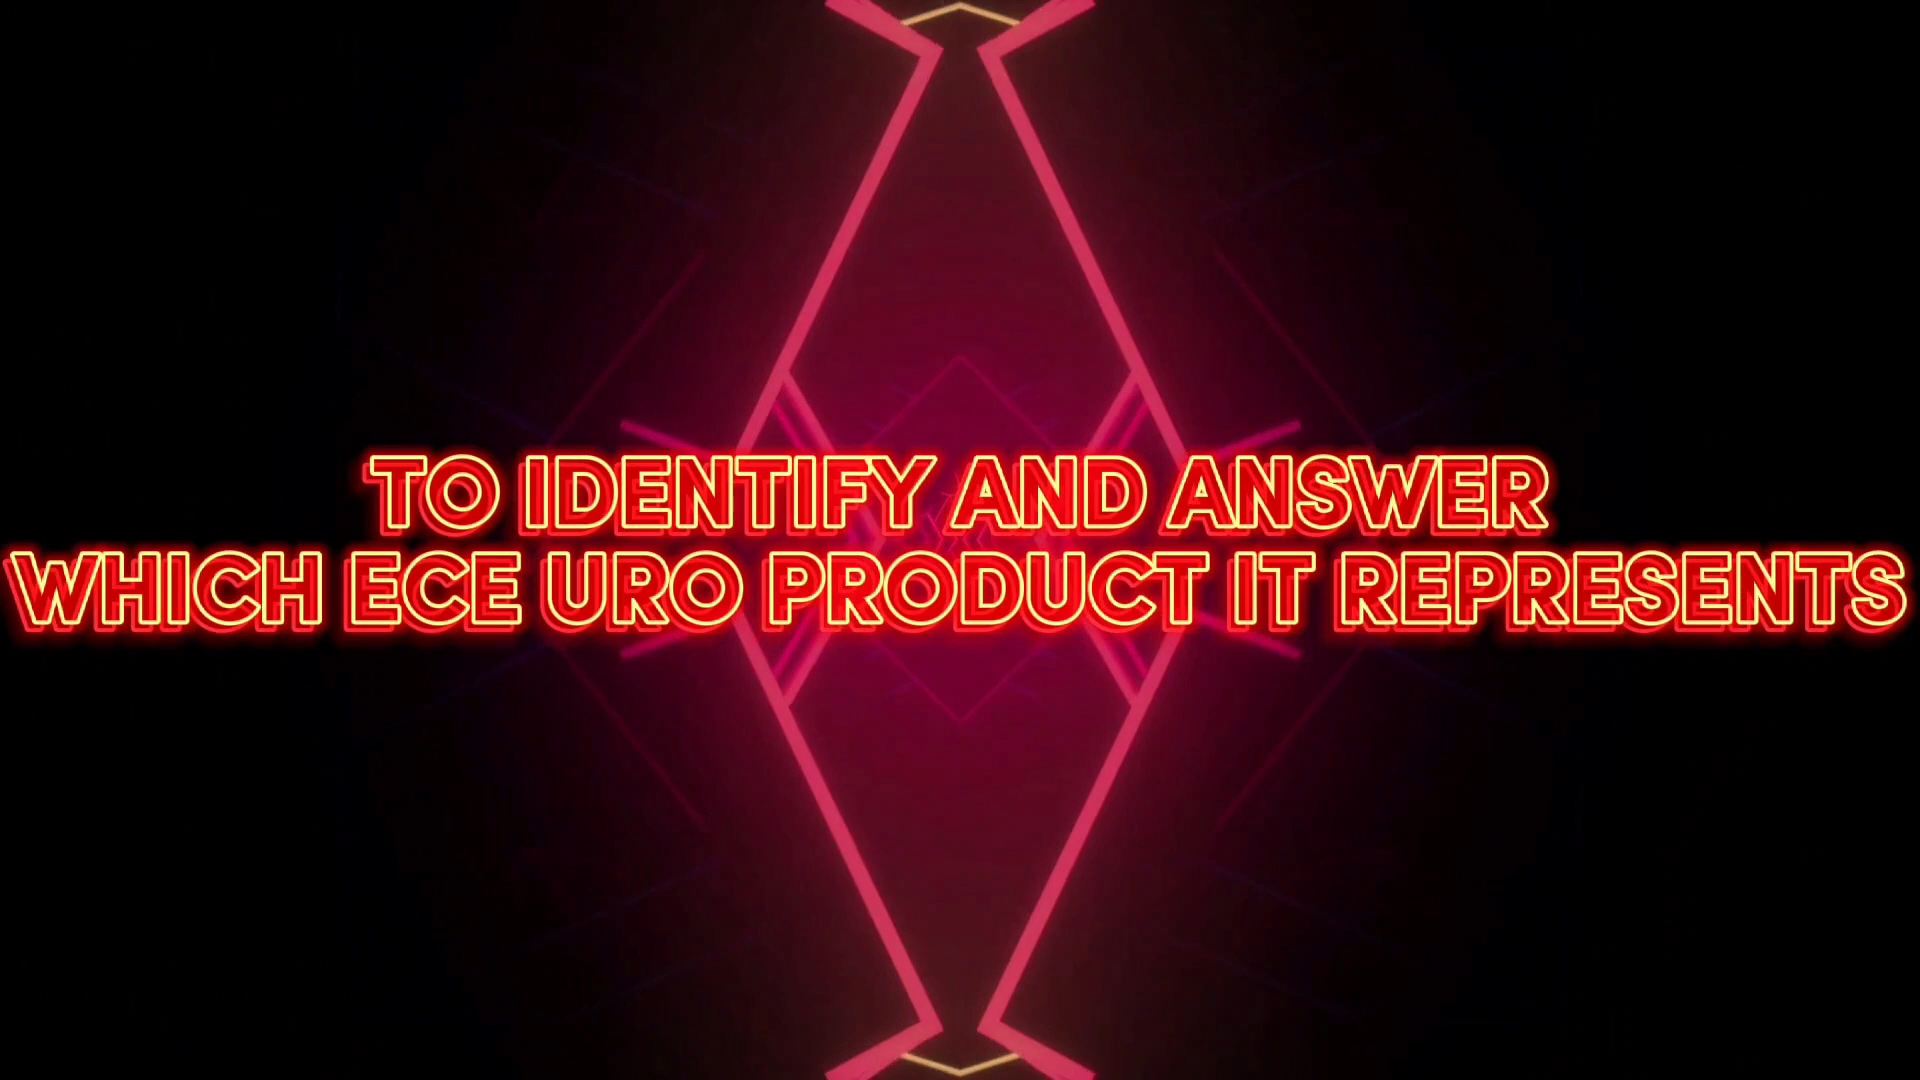 TO IDENTIFY AND ANSWER
WHICH ECE URO PRODUCT IT REPRESENTS